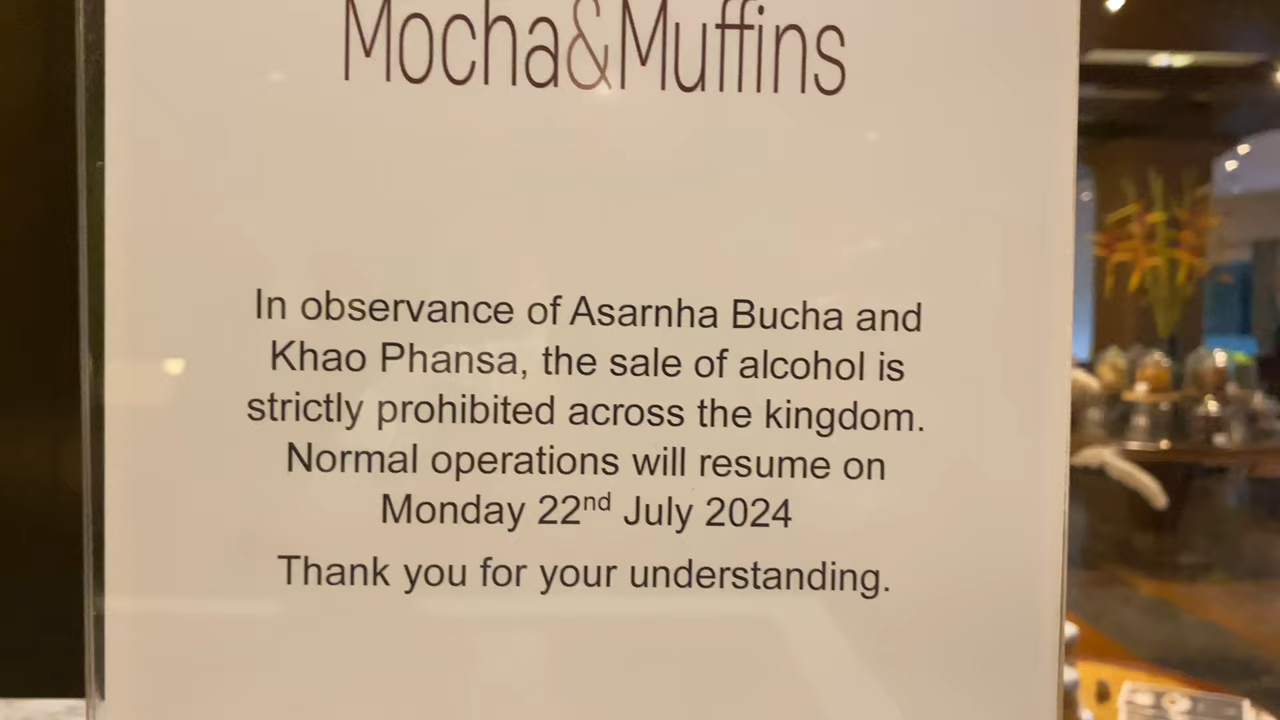 Mocha&Muffins
In observance of Asarnha Bucha and
Khao Phansa, the sale of alcohol is
strictly prohibited across the kingdom.
Normal operations will resume on
Monday 22nd July 2024
Thank you for your understanding.